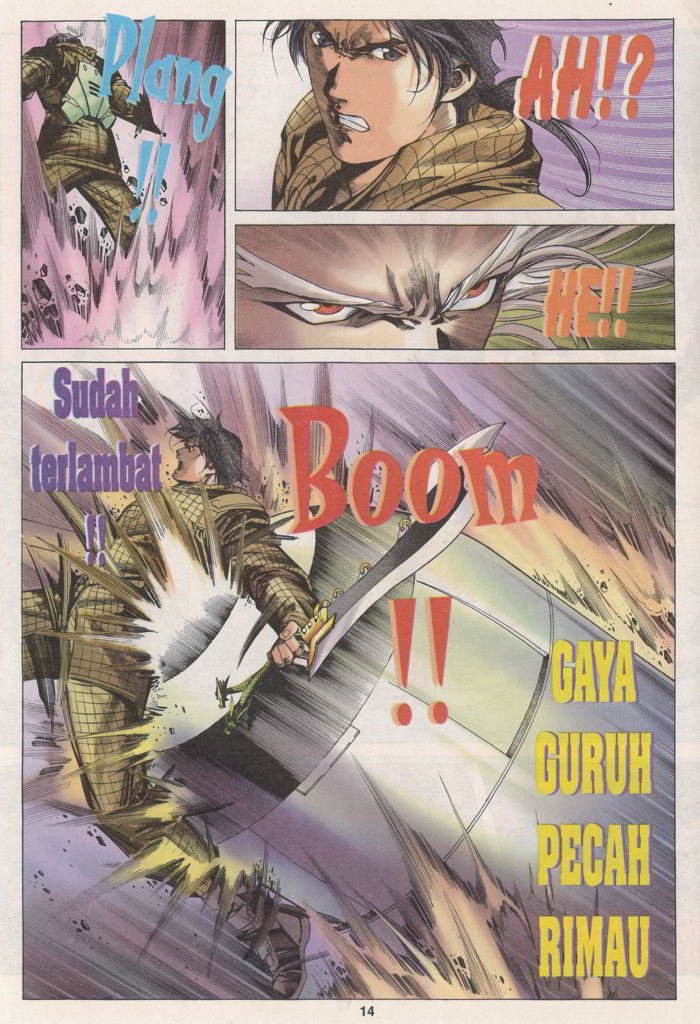 Plang
!!
AH!?
HE!!
Sudah
terlambat
!!
Boom
!!
GAYA
GURUH
PECAH
RIMAU
14